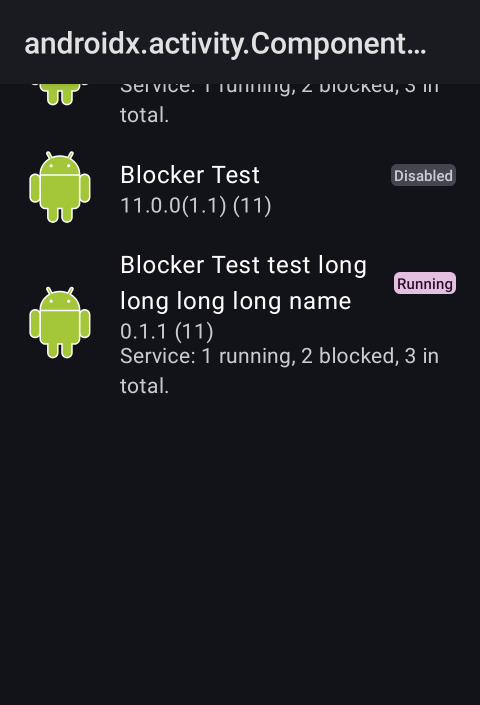 androidx.activity.Component…
Service: 1 running, 2 blocked, 3 in
total.
Blocker Test
Disabled
11.0.0(1.1) (11)
Blocker Test test long
long long long name
Running
0.1.1 (11)
Service: 1 running, 2 blocked, 3 in
total.